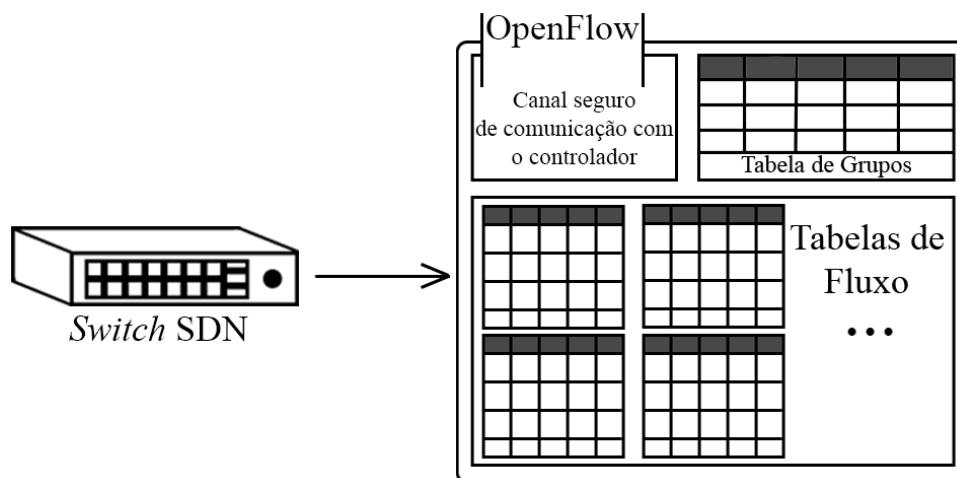 OpenFlow
Canal seguro
de comunicação com
o controlador
Tabela de Grupos
Tabelas de
Fluxo
...
Switch SDN